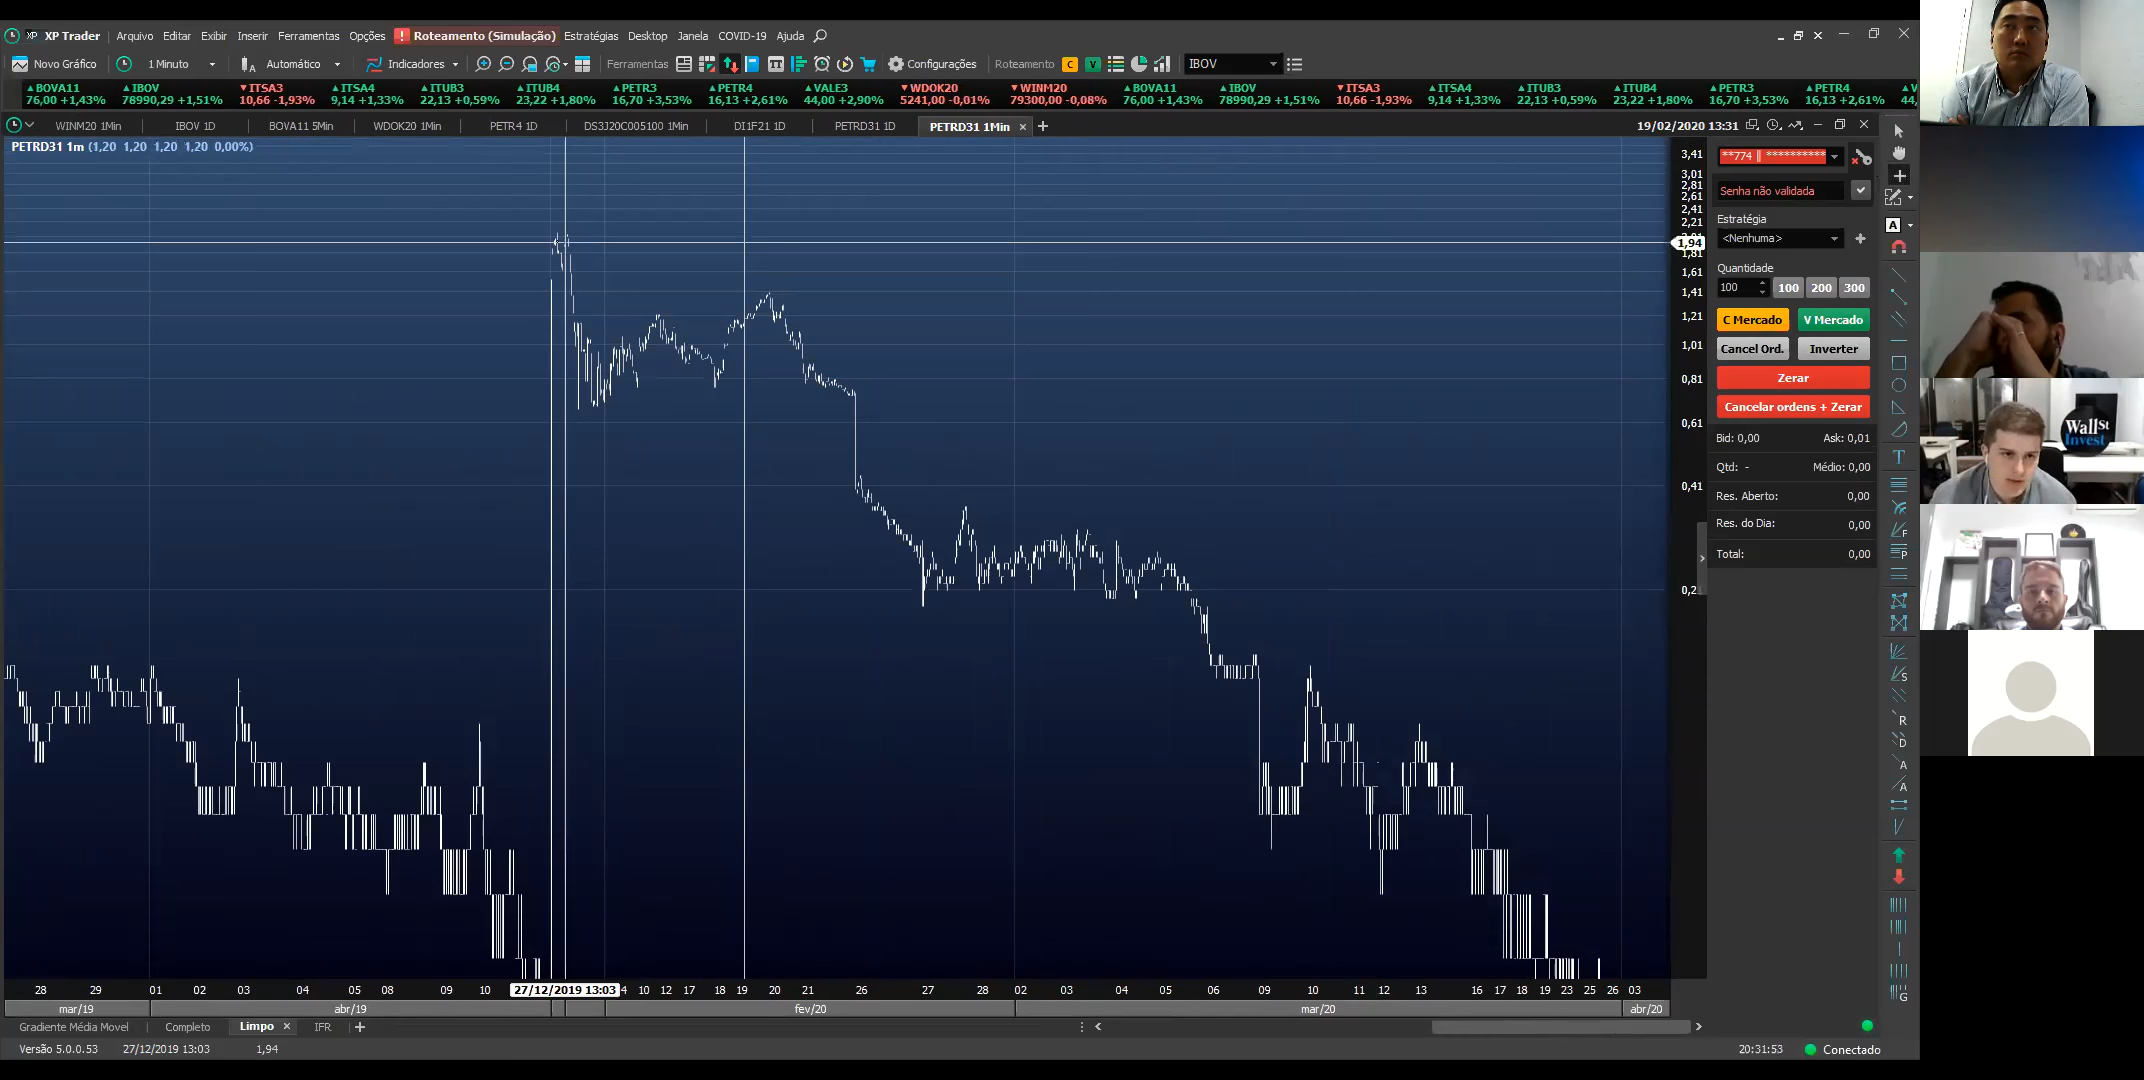 XP XP Trader Arquivo Editar Exibir Inserir Ferramentas Opções ! Roteamento (Simulação) Estratégias Desktop Janela COVID-19 Ajuda
Novo Gráfico 1 Minuto A Automático Indicadores Ferramentas Configurações Roteamento C V IBOV
BOVA11 IBOV ITSA3 ITSA4 ITUB3 ITUB4 PETR3 PETR4 VALE3 WDOK20 WINM20 BOVA11 IBOV ITSA3 ITSA4 ITUB3 ITUB4 PETR3 PETR4 V
76,00 +1,43% 78990,29 +1,51% 10,66 -1,93% 9,14 +1,33% 22,13 +0,59% 23,22 +1,80% 16,70 +3,53% 16,13 +2,61% 44,00 +2,90% 5241,00 -0,01% 79300,00 -0,08% 76,00 +1,43% 78990,29 +1,51% 10,66 -1,93% 9,14 +1,33% 22,13 +0,59% 23,22 +1,80% 16,70 +3,53% 16,13 +2,61% 44,
WINM20 1Min IBOV 1D BOVA11 5Min WDOK20 1Min PETR4 1D DS3J20C005100 1Min DI1F21 1D PETRD31 1D PETRD31 1Min × + 19/02/2020 13:31
PETRD31 1m (1,20 1,20 1,20 1,20 0,00%)
3,41
3,01
2,81
2,61
2,41
2,21
1,94
1,81
1,61
1,41
1,21
1,01
0,81
0,61
0,41
0,2
**774 || **********
Senha não validada
Estratégia
<Nenhuma>
Quantidade
100 100 200 300
C Mercado V Mercado
Cancel Ord. Inverter
Zerar
Cancelar ordens + Zerar
Bid: 0,00 Ask: 0,01
Qtd: - Médio: 0,00
Res. Aberto: 0,00
Res. do Dia: 0,00
Total: 0,00
A
T
F
P
S
R
D
A
A
G
Wall St
Invest
28 29 01 02 03 04 05 08 09 10 27/12/2019 13:03 4 10 12 17 18 19 20 21 26 27 28 02 03 04 05 06 09 10 11 12 13 16 17 18 19 23 25 26 03
mar/19 abr/19 fev/20 mar/20 abr/20
Gradiente Média Movel Completo Limpo × IFR +
Versão 5.0.0.53 27/12/2019 13:03 1,94 20:31:53 Conectado